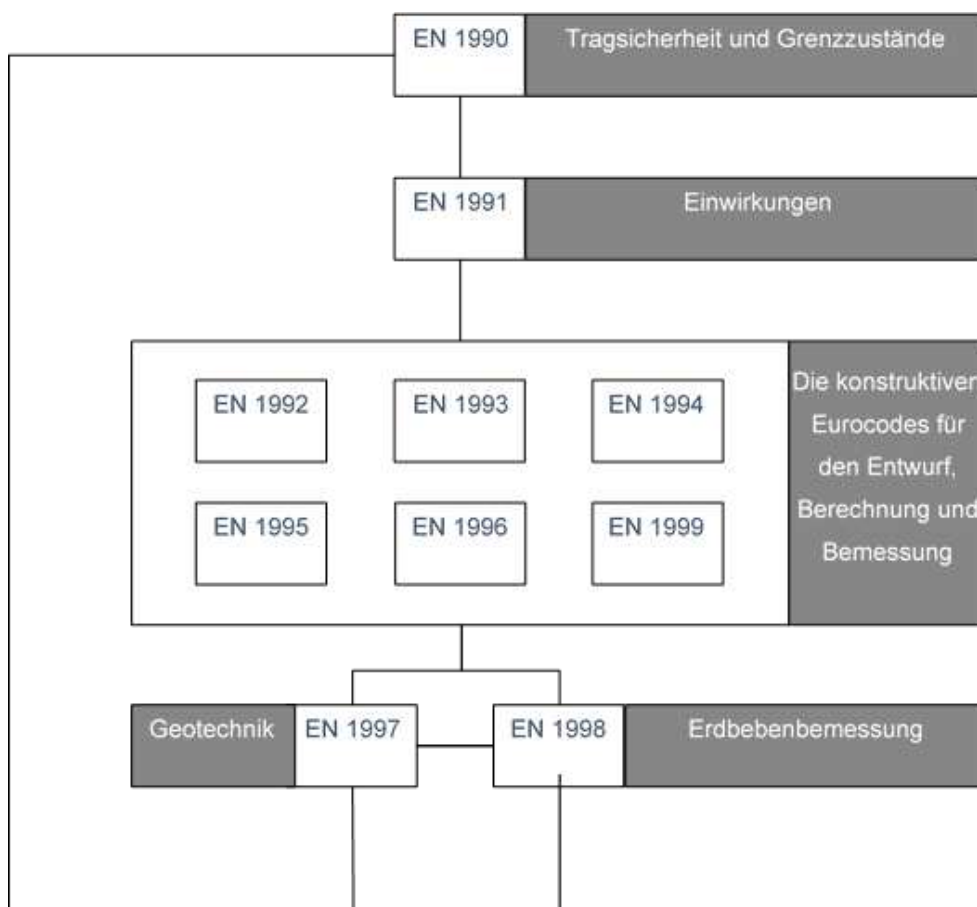 EN 1990 Tragsicherheit und Grenzzustände
EN 1991 Einwirkungen
Die konstruktiven
Eurocodes für
den Entwurf,
Berechnung und
Bemessung
EN 1992 EN 1993 EN 1994
EN 1995 EN 1996 EN 1999
Geotechnik EN 1997 EN 1998 Erdbebenbemessung